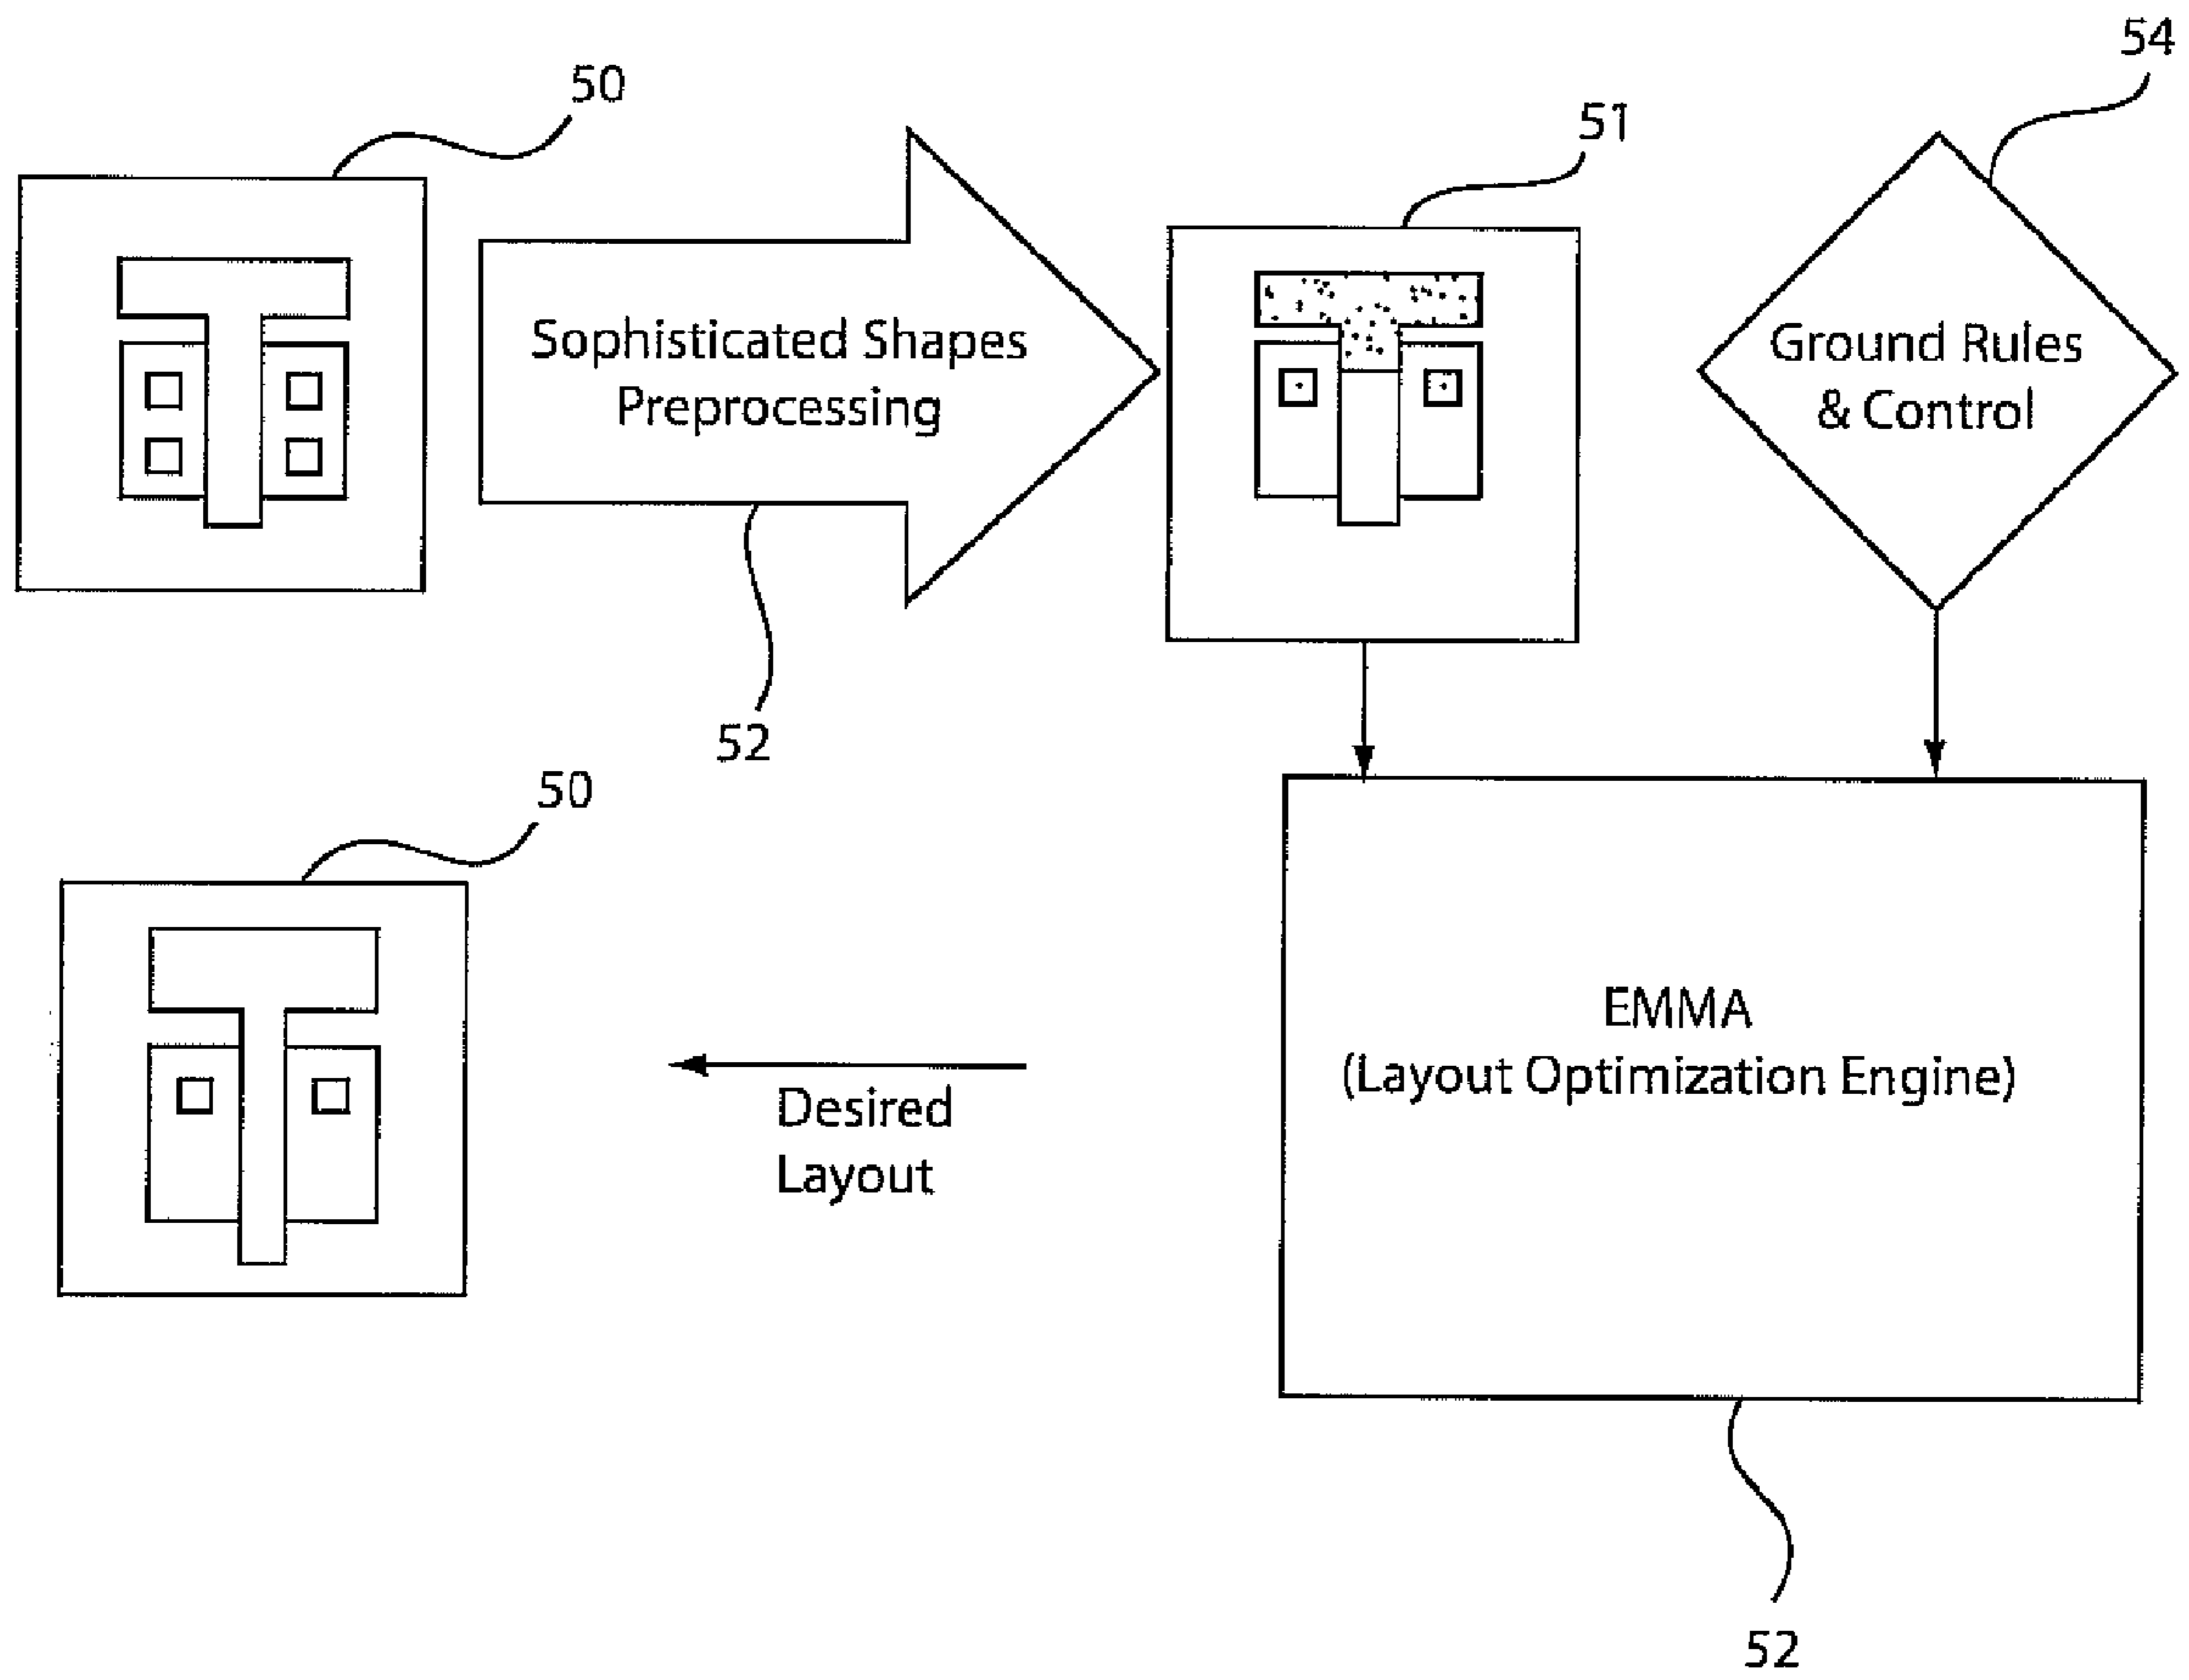 54
50
51
Sophisticated Shapes
Preprocessing
Ground Rules
& Control
52
50
EMMA
(Layout Optimization Engine)
Desired
Layout
52